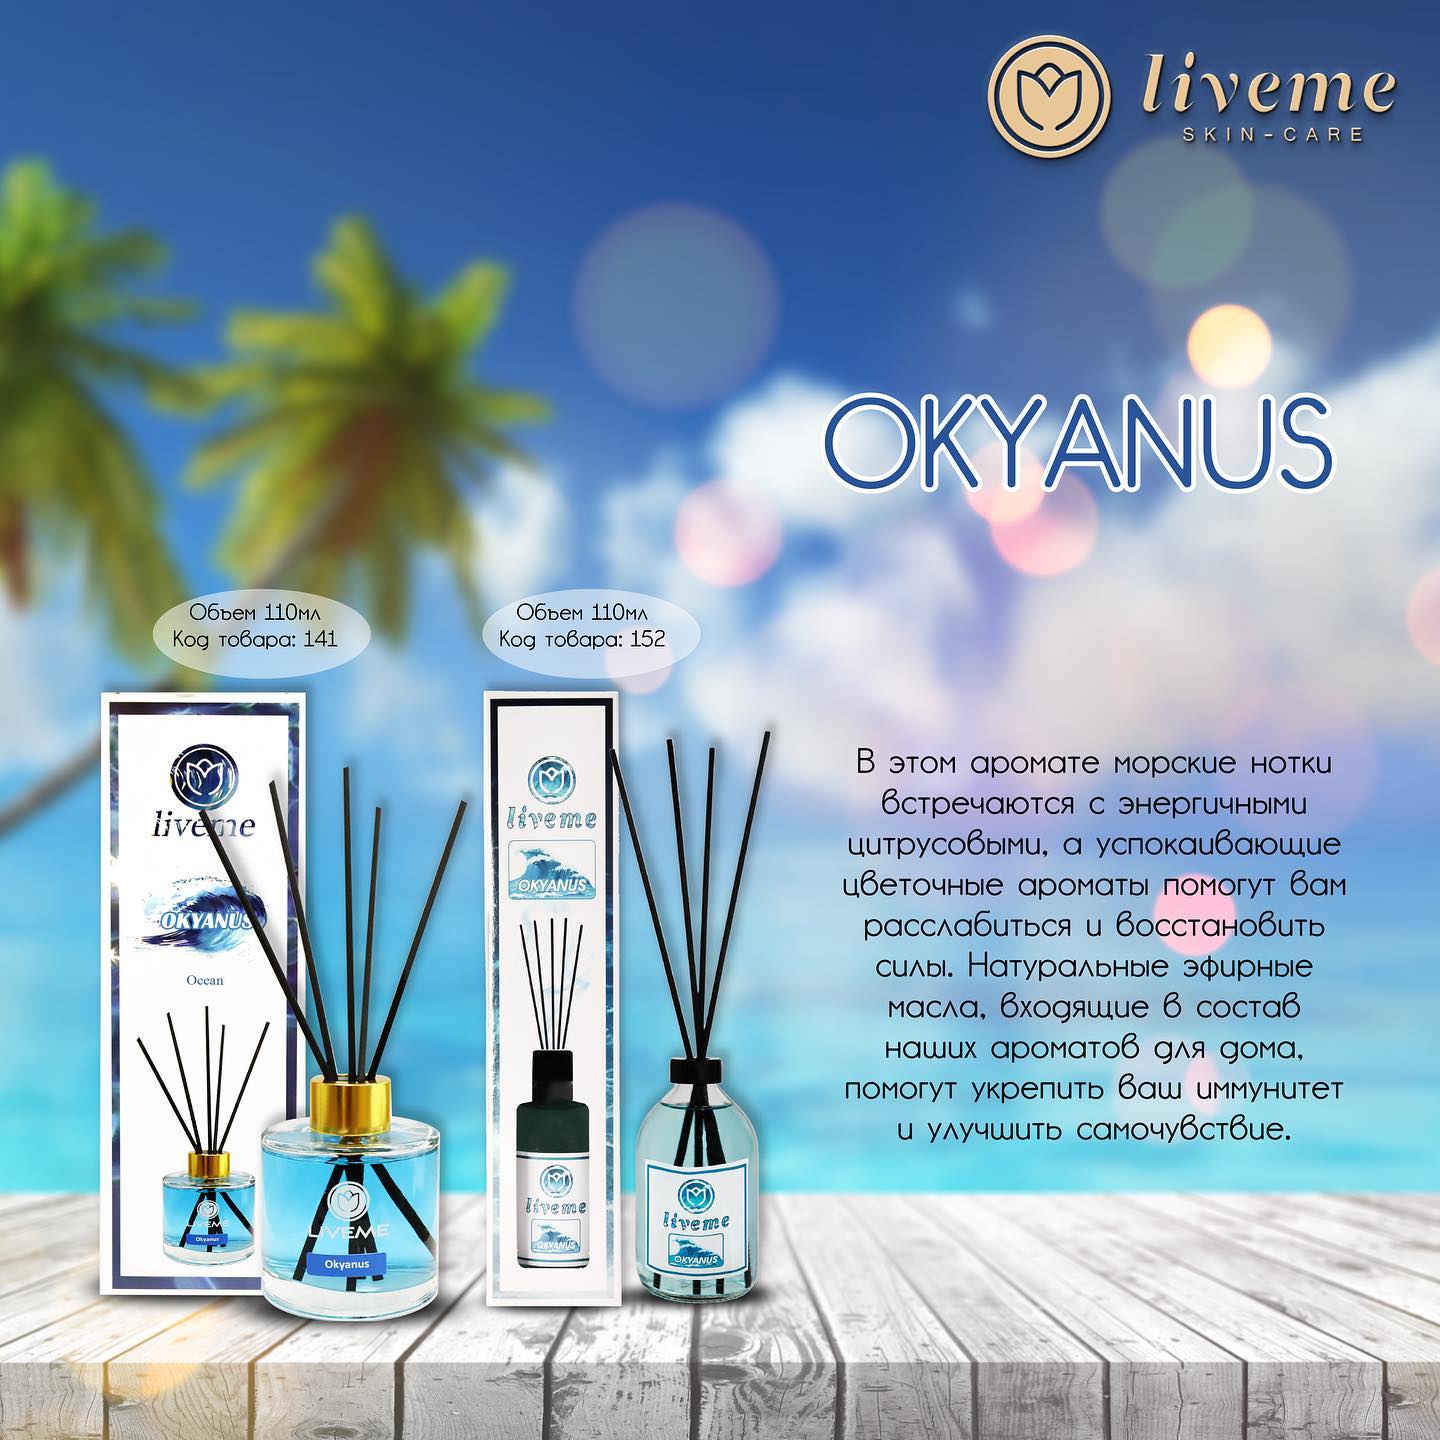 liveme
SKIN-CARE
OKYANUS
Объем 110мл
Код товара: 141
Объем 110мл
Код товара: 152
В этом аромате морские нотки
встречаются с энергичными
цитрусовыми, а успокаивающие
цветочные ароматы помогут вам
расслабиться и восстановить
силы. Натуральные эфирные
масла, входящие в состав
наших ароматов для дома,
помогут укрепить ваш иммунитет
и улучшить самочувствие.
liveme
OKYANUS
Ocean
LIVEME
Okyanus
LIVEME
Okyanus
liveme
OKYANUS
liveme
OKYANUS
liveme
OKYANUS